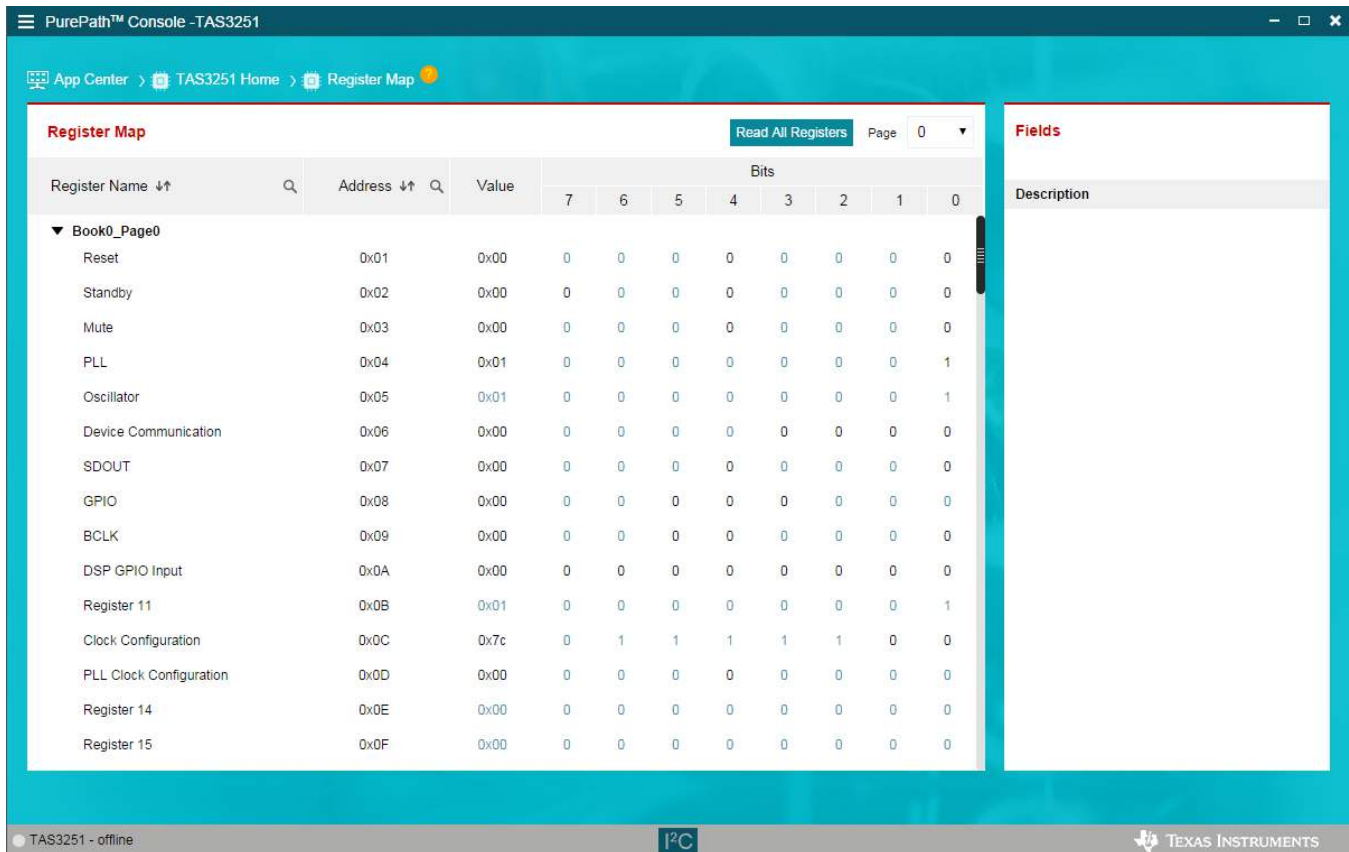 PurePath™ Console -TAS3251
App Center > TAS3251 Home > Register Map ?
Register Map Read All Registers Page 0
Register Name Address Value Bits
7 6 5 4 3 2 1 0
Book0_Page0
Reset 0x01 0x00 0 0 0 0 0 0 0 0
Standby 0x02 0x00 0 0 0 0 0 0 0 0
Mute 0x03 0x00 0 0 0 0 0 0 0 0
PLL 0x04 0x01 0 0 0 0 0 0 0 1
Oscillator 0x05 0x01 0 0 0 0 0 0 0 1
Device Communication 0x06 0x00 0 0 0 0 0 0 0 0
SDOUT 0x07 0x00 0 0 0 0 0 0 0 0
GPIO 0x08 0x00 0 0 0 0 0 0 0 0
BCLK 0x09 0x00 0 0 0 0 0 0 0 0
DSP GPIO Input 0x0A 0x00 0 0 0 0 0 0 0 0
Register 11 0x0B 0x01 0 0 0 0 0 0 0 1
Clock Configuration 0x0C 0x7c 0 1 1 1 1 1 0 0
PLL Clock Configuration 0x0D 0x00 0 0 0 0 0 0 0 0
Register 14 0x0E 0x00 0 0 0 0 0 0 0 0
Register 15 0x0F 0x00 0 0 0 0 0 0 0 0
Fields
Description
TAS3251 - offline
I²C
TEXAS INSTRUMENTS